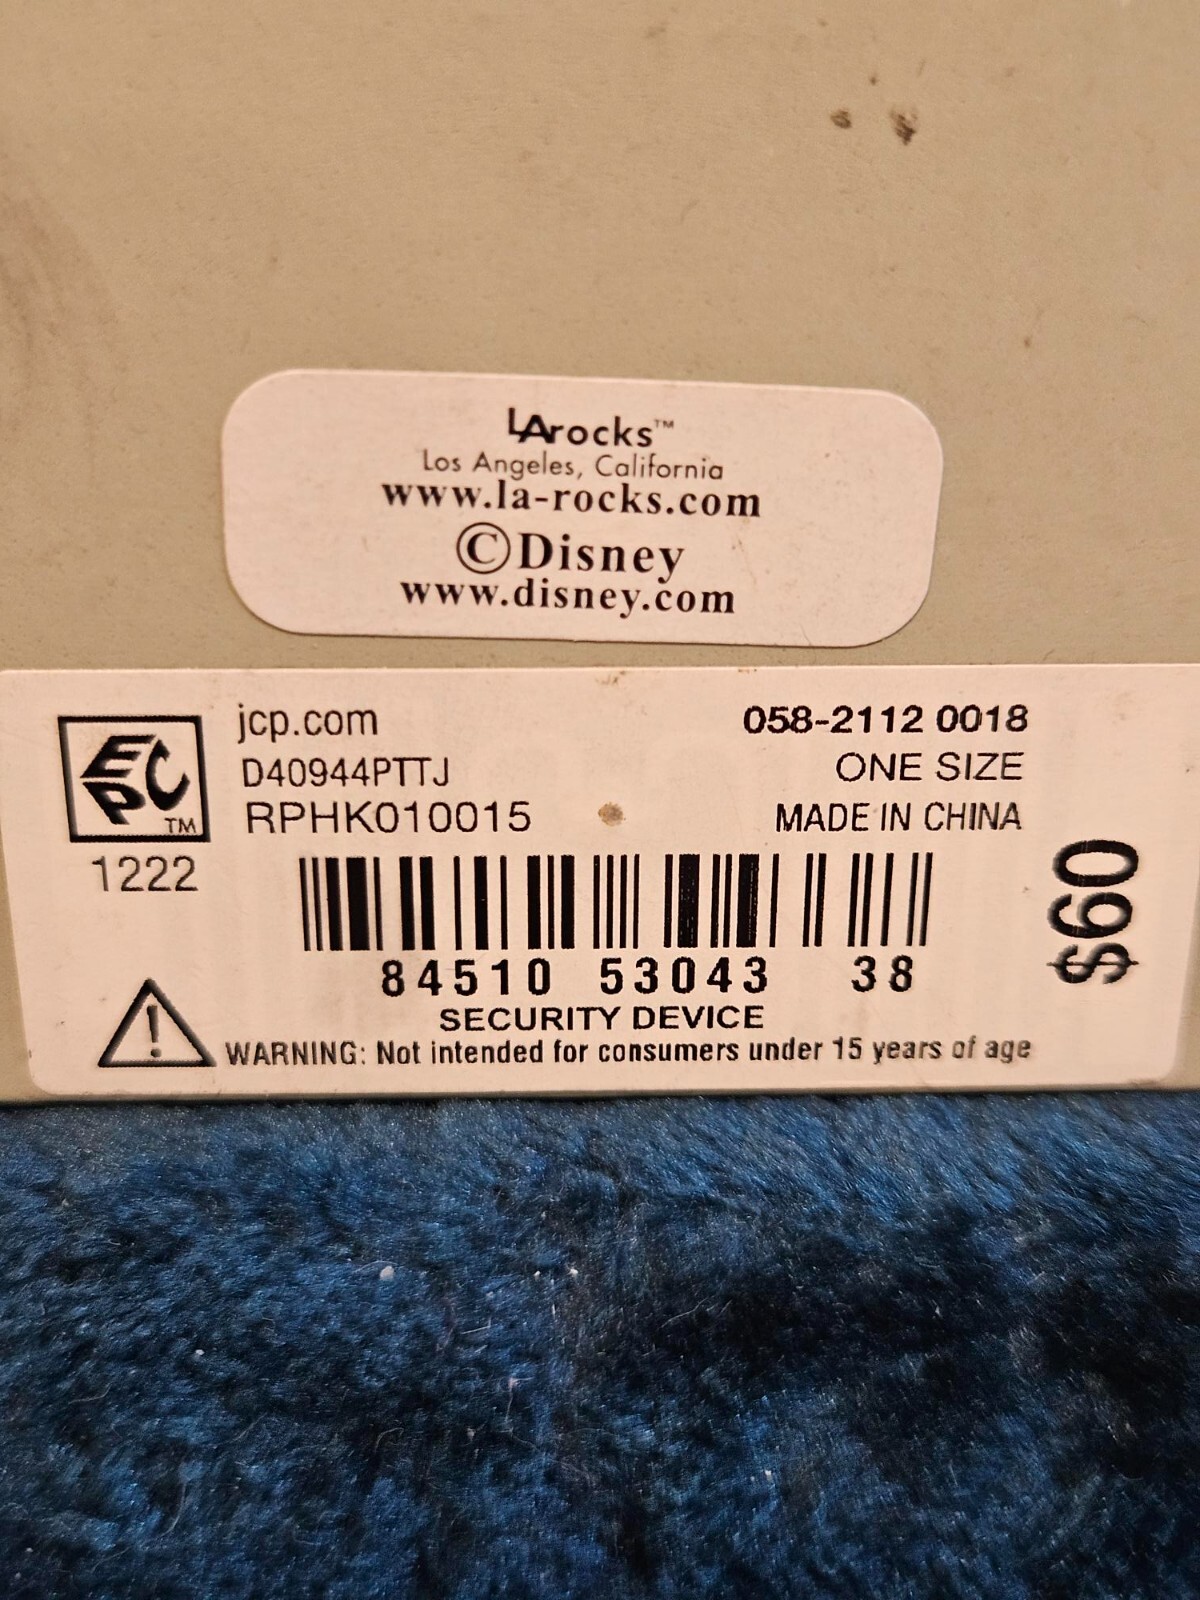 LArocks™
Los Angeles, California
www.la-rocks.com
©Disney
www.disney.com
EPC™
1222
jcp.com
D40944PTTJ
RPHK010015
058-2112 0018
ONE SIZE
MADE IN CHINA
$60
84510 53043 38
SECURITY DEVICE
WARNING: Not intended for consumers under 15 years of age